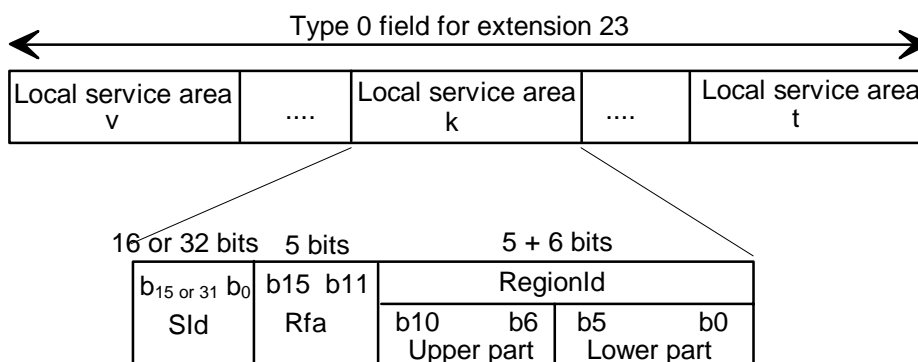 Type 0 field for extension 23
Local service area v
....
Local service area k
....
Local service area t
16 or 32 bits 5 bits 5 + 6 bits
b15 or 31 b0 b15 b11 RegionId
SId Rfa b10 b6 b5 b0
Upper part Lower part